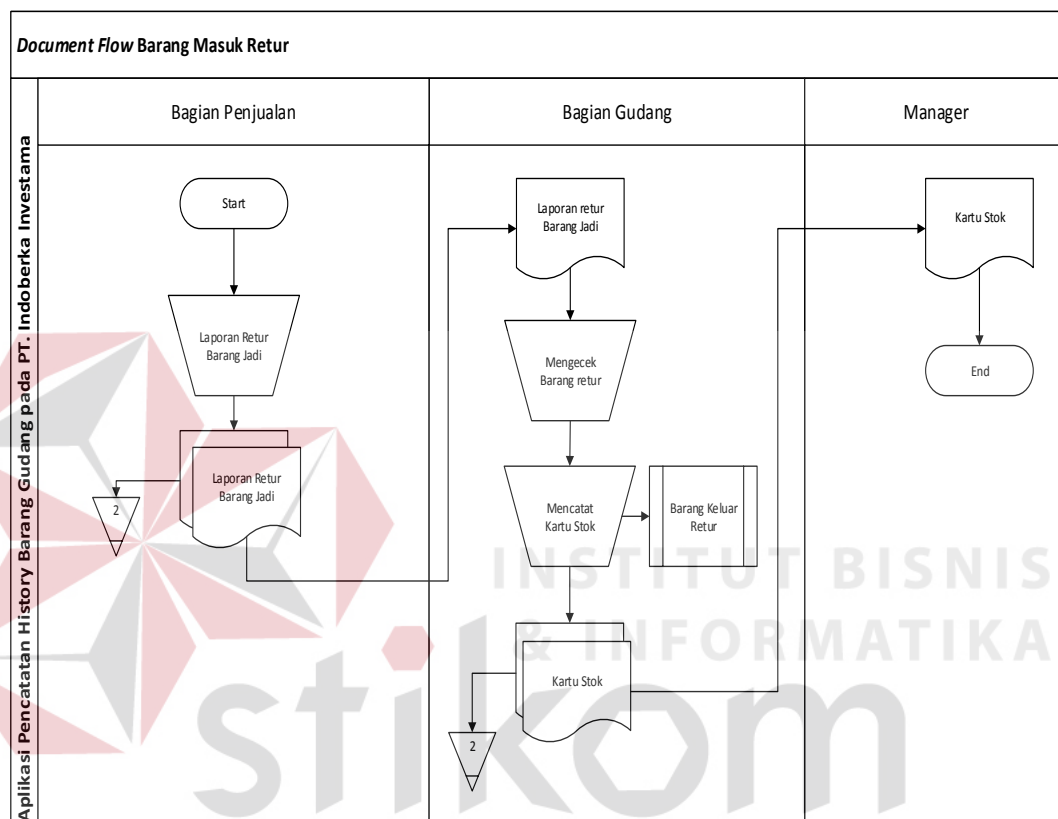 Document Flow Barang Masuk Retur
Aplikasi Pencatatan History Barang Gudang pada PT. Indoberka Investama
Bagian Penjualan
Bagian Gudang
Manager
Start
Laporan Retur
Barang Jadi
Laporan Retur
Barang Jadi
2
Laporan retur
Barang Jadi
Mengecek
Barang retur
Mencatat
Kartu Stok
Barang Keluar
Retur
Kartu Stok
2
Kartu Stok
End
INSTITUT BISNIS
& INFORMATIKA
stikom